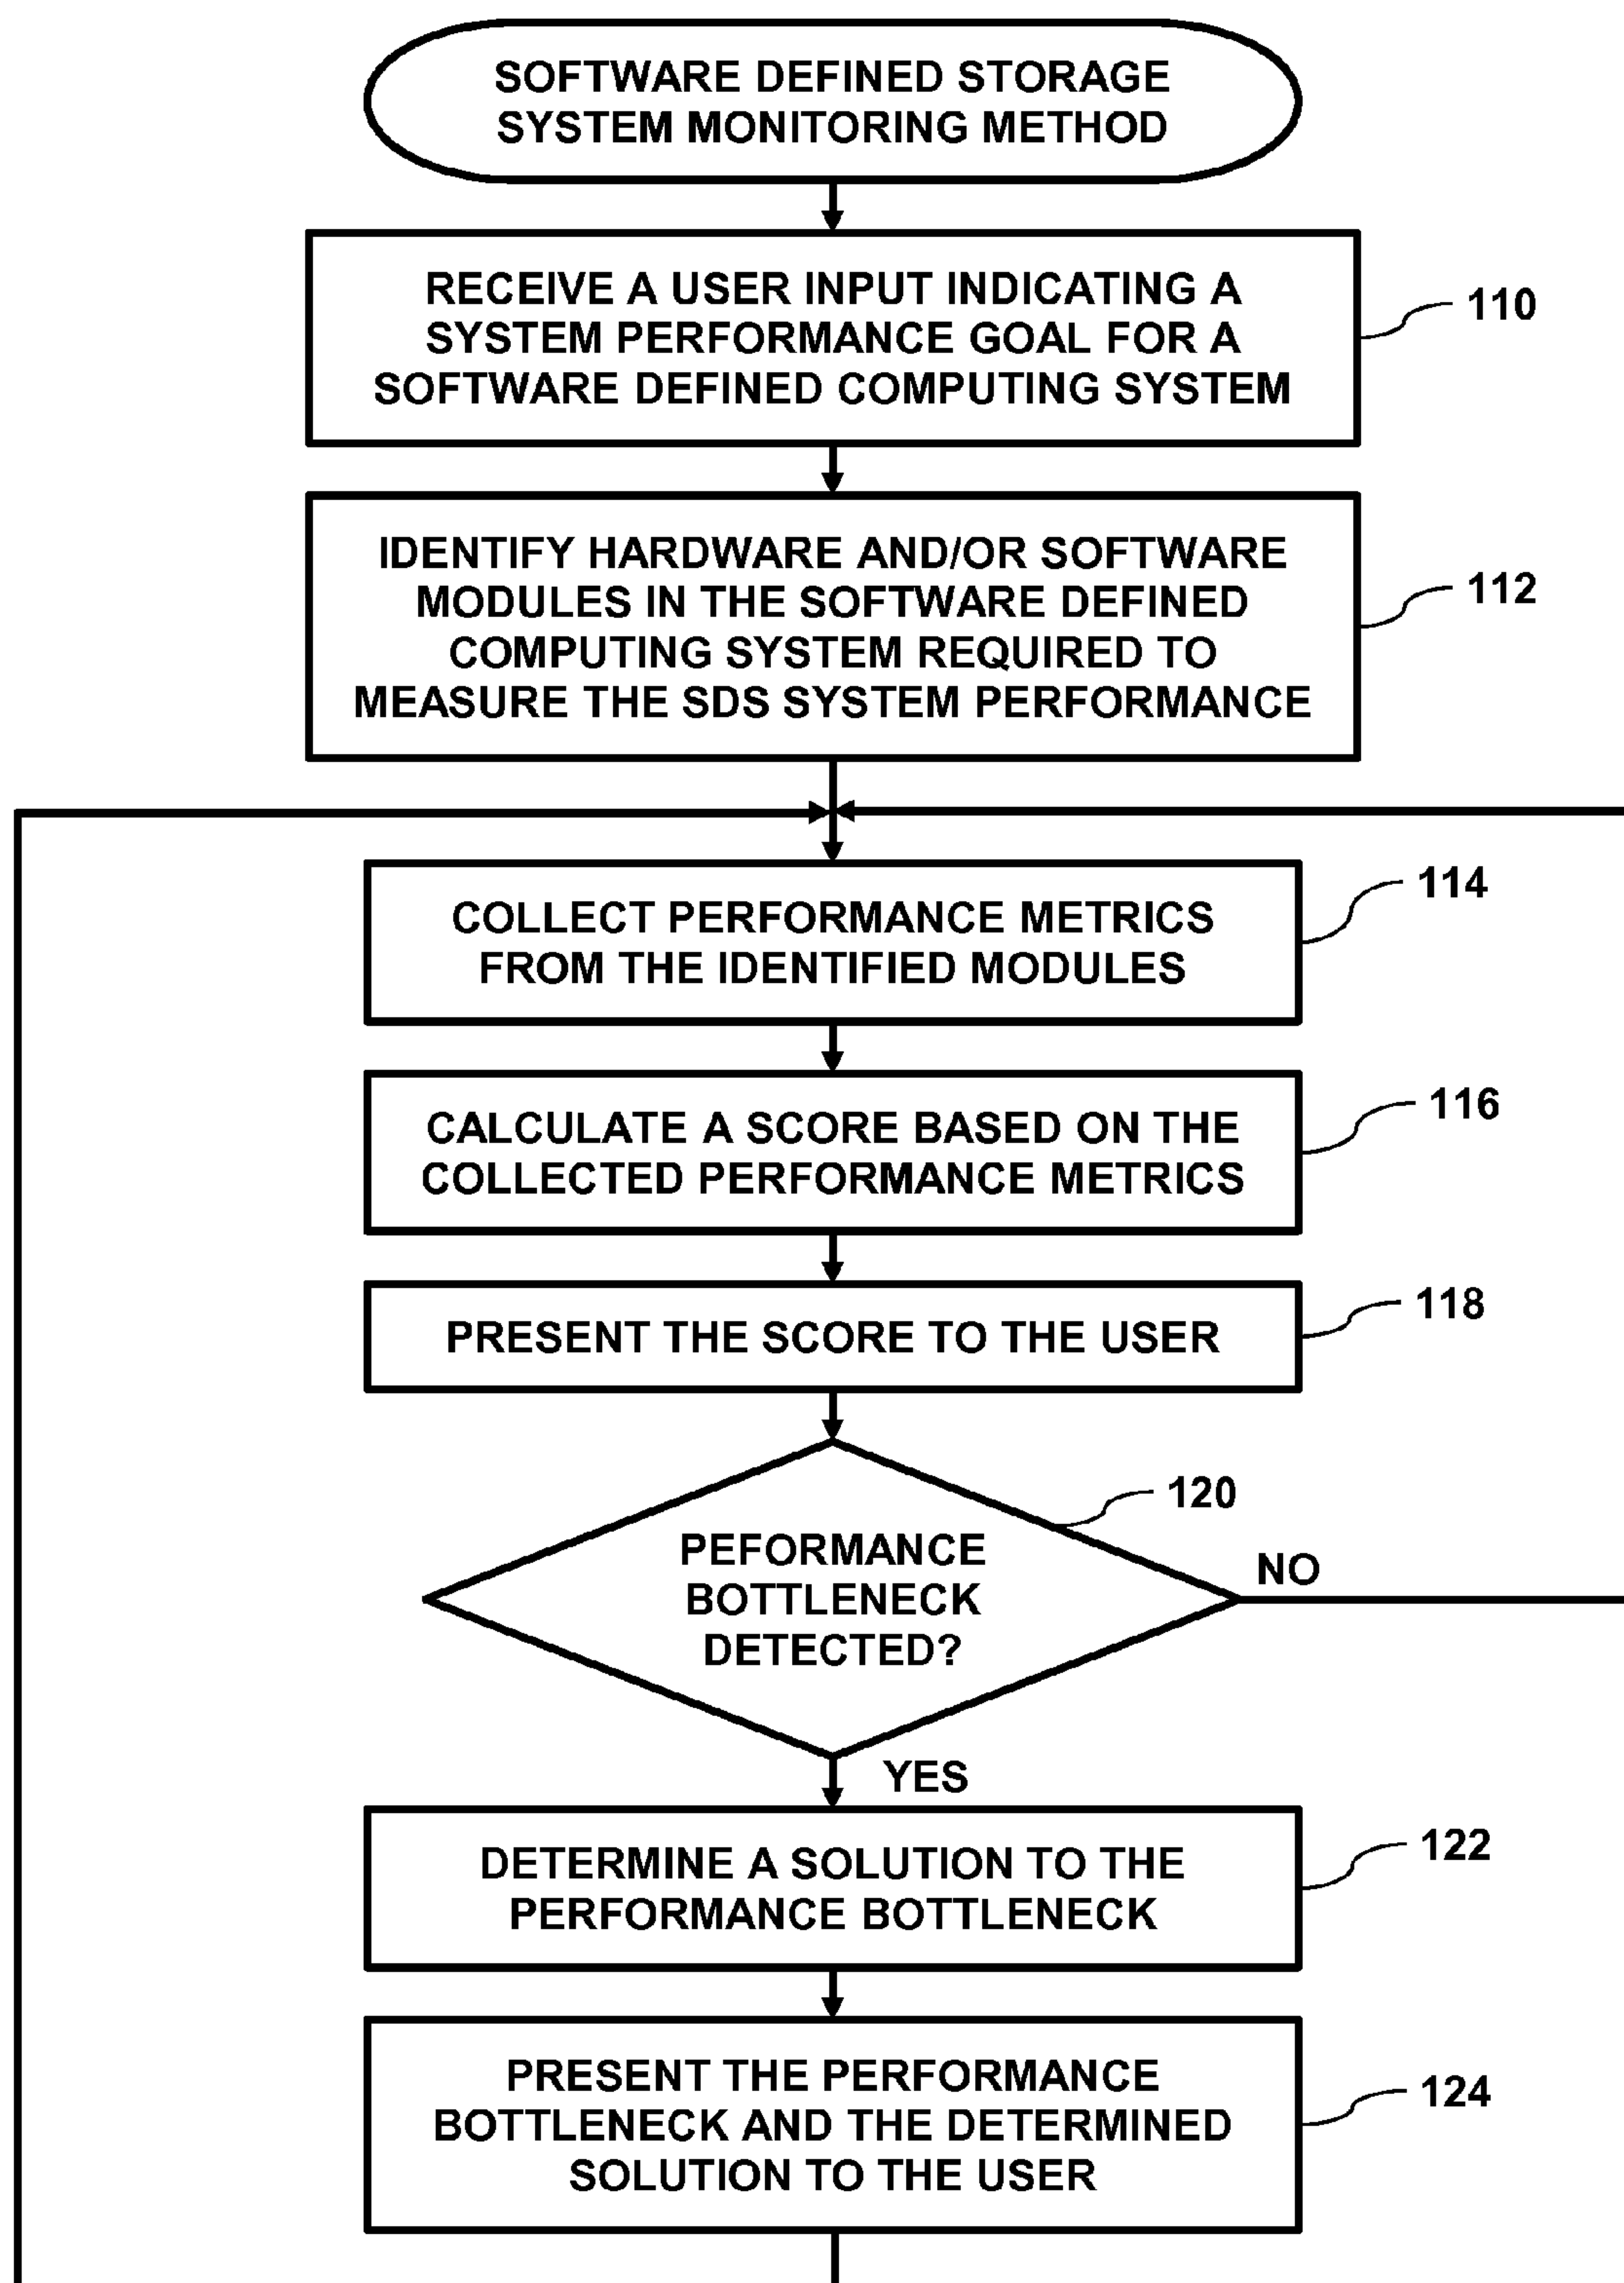 SOFTWARE DEFINED STORAGE
SYSTEM MONITORING METHOD
RECEIVE A USER INPUT INDICATING A
SYSTEM PERFORMANCE GOAL FOR A
SOFTWARE DEFINED COMPUTING SYSTEM
110
IDENTIFY HARDWARE AND/OR SOFTWARE
MODULES IN THE SOFTWARE DEFINED
COMPUTING SYSTEM REQUIRED TO
MEASURE THE SDS SYSTEM PERFORMANCE
112
COLLECT PERFORMANCE METRICS
FROM THE IDENTIFIED MODULES
114
CALCULATE A SCORE BASED ON THE
COLLECTED PERFORMANCE METRICS
116
PRESENT THE SCORE TO THE USER
118
PEFORMANCE
BOTTLENECK
DETECTED?
120
NO
YES
DETERMINE A SOLUTION TO THE
PERFORMANCE BOTTLENECK
122
PRESENT THE PERFORMANCE
BOTTLENECK AND THE DETERMINED
SOLUTION TO THE USER
124